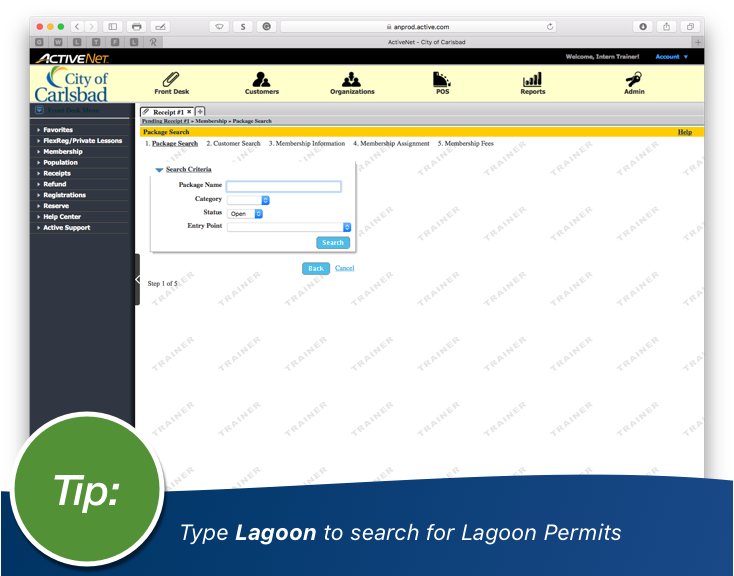 anprod.active.com
ActiveNet - City of Carlsbad
ACTIVENet
Welcome, Intern Trainer! Account ▼
City of
Carlsbad
Front Desk Customers Organizations POS Reports Admin
Receipt #1 × +
Pending Receipt #1 » Membership » Package Search
Package Search Help
1. Package Search 2. Customer Search 3. Membership Information 4. Membership Assignment 5. Membership Fees
Favorites
FlexReg/Private Lessons
Membership
Population
Receipts
Refund
Registrations
Reserve
Help Center
Active Support
Search Criteria
Package Name
Category
Status Open
Entry Point
Search
Back Cancel
Step 1 of 5
TRAINER
Tip:
Type Lagoon to search for Lagoon Permits